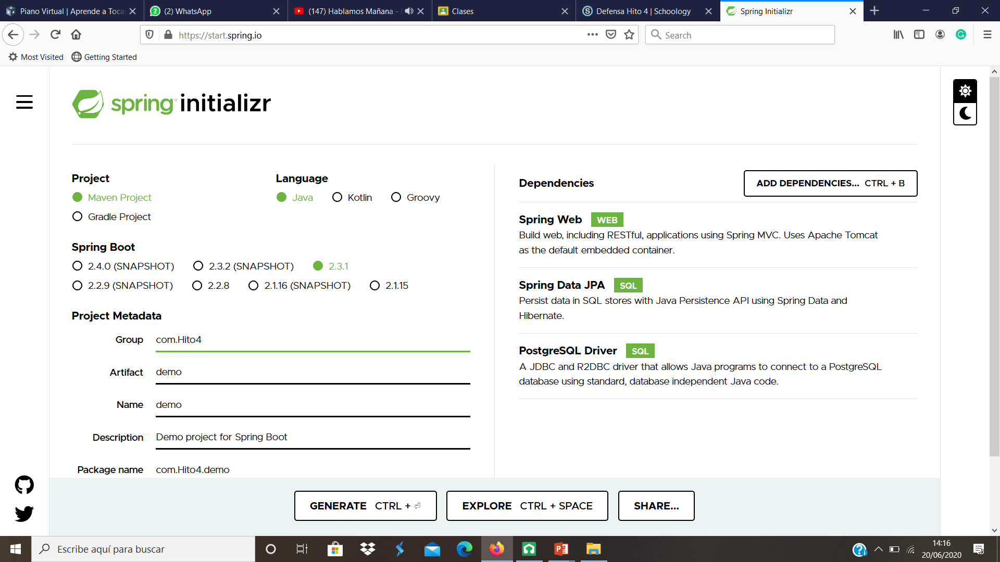 Piano Virtual | Aprende a Toca
(2) WhatsApp
(147) Hablamos Mañana -
Clases
Defensa Hito 4 | Schoology
Spring Initializr
https://start.spring.io
Search
Most Visited
Getting Started
spring initializr
Project
Maven Project
Gradle Project
Language
Java
Kotlin
Groovy
Spring Boot
2.4.0 (SNAPSHOT)
2.3.2 (SNAPSHOT)
2.3.1
2.2.9 (SNAPSHOT)
2.2.8
2.1.16 (SNAPSHOT)
2.1.15
Project Metadata
Group com.Hito4
Artifact demo
Name demo
Description Demo project for Spring Boot
Package name com.Hito4.demo
Dependencies
ADD DEPENDENCIES... CTRL + B
Spring Web WEB
Build web, including RESTful, applications using Spring MVC. Uses Apache Tomcat
as the default embedded container.
Spring Data JPA SQL
Persist data in SQL stores with Java Persistence API using Spring Data and
Hibernate.
PostgreSQL Driver SQL
A JDBC and R2DBC driver that allows Java programs to connect to a PostgreSQL
database using standard, database independent Java code.
GENERATE CTRL + ⏎
EXPLORE CTRL + SPACE
SHARE...
Escribe aquí para buscar
14:16
20/06/2020